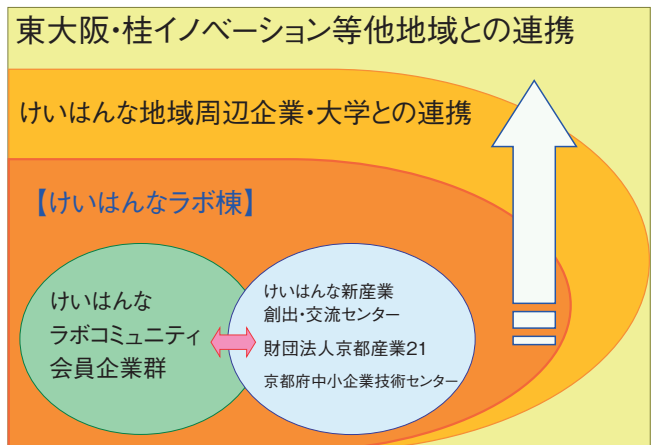 東大阪・桂イノベーション等他地域との連携
けいはんな地域周辺企業・大学との連携
【けいはんなラボ棟】
けいはんな
ラボコミュニティ
会員企業群
けいはんな新産業
創出・交流センター
財団法人京都産業21
京都府中小企業技術センター